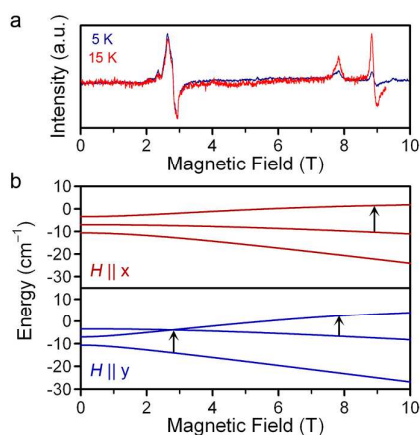 a
5 K
15 K
Intensity (a.u.)
0 2 4 6 8 10
Magnetic Field (T)
b
Energy (cm⁻¹)
10
0
-10
-20
-30
H || x
10
0
-10
-20
-30
H || y
0 2 4 6 8 10
Magnetic Field (T)